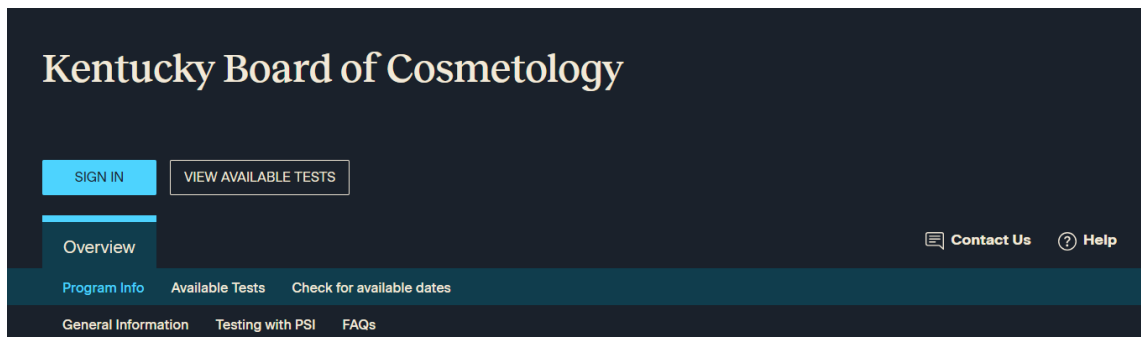 Kentucky Board of Cosmetology
SIGN IN VIEW AVAILABLE TESTS
Overview Contact Us Help
Program Info Available Tests Check for available dates
General Information Testing with PSI FAQs